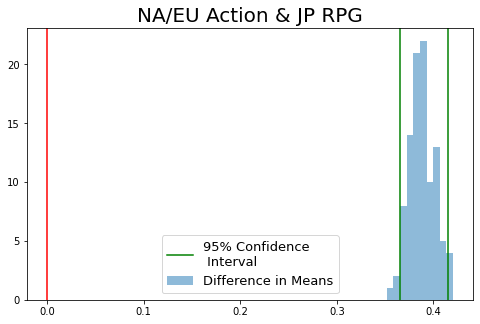 NA/EU Action & JP RPG
20
15
10
5
0
95% Confidence
Interval
Difference in Means
0.0 0.1 0.2 0.3 0.4